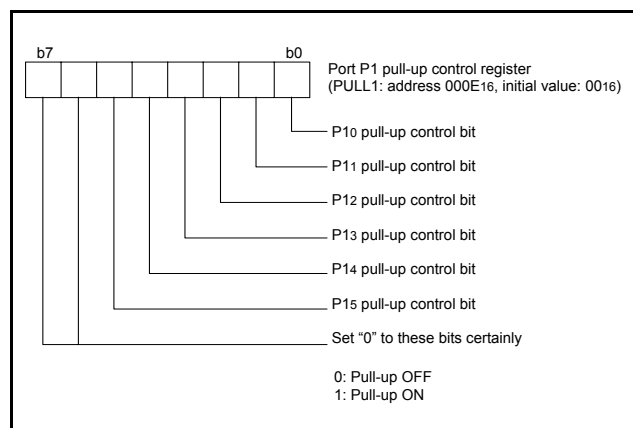 b7 b0
Port P1 pull-up control register
(PULL1: address 000E16, initial value: 0016)
P10 pull-up control bit
P11 pull-up control bit
P12 pull-up control bit
P13 pull-up control bit
P14 pull-up control bit
P15 pull-up control bit
Set “0” to these bits certainly
0: Pull-up OFF
1: Pull-up ON